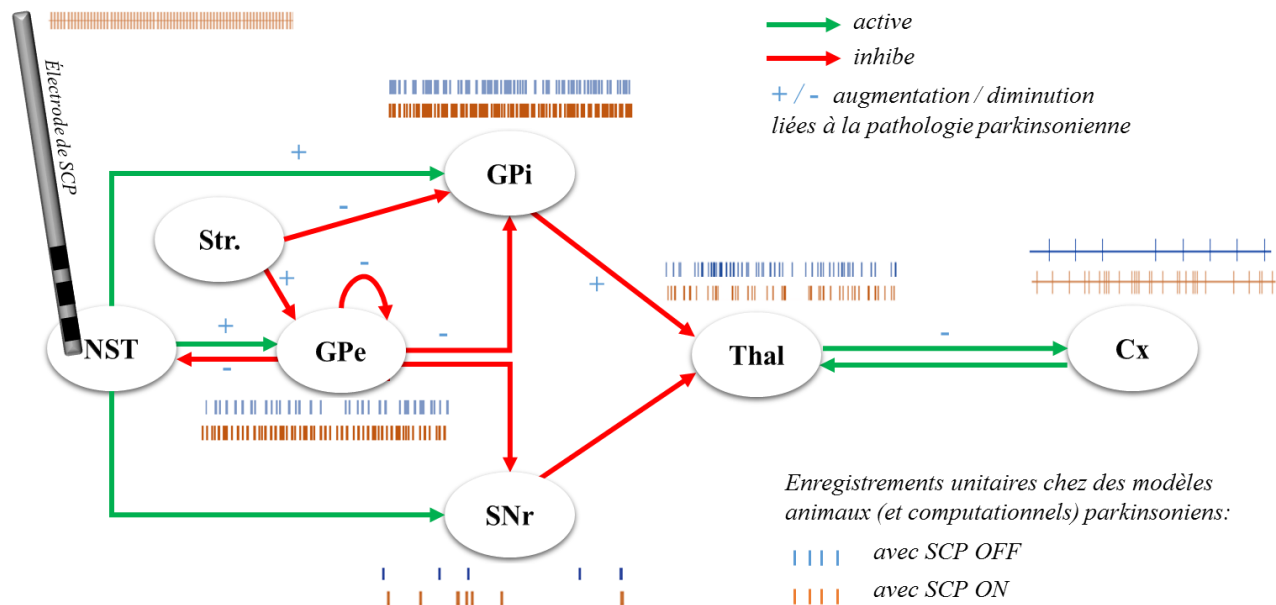 Électrode de SCP
active
inhibe
+ / - augmentation / diminution
liées à la pathologie parkinsonienne
+
GPi
-
Str.
-
+
+
NST
+
-
GPe
-
Thal
-
Cx
SNr
Enregistrements unitaires chez des modèles
animaux (et computationnels) parkinsoniens:
avec SCP OFF
avec SCP ON